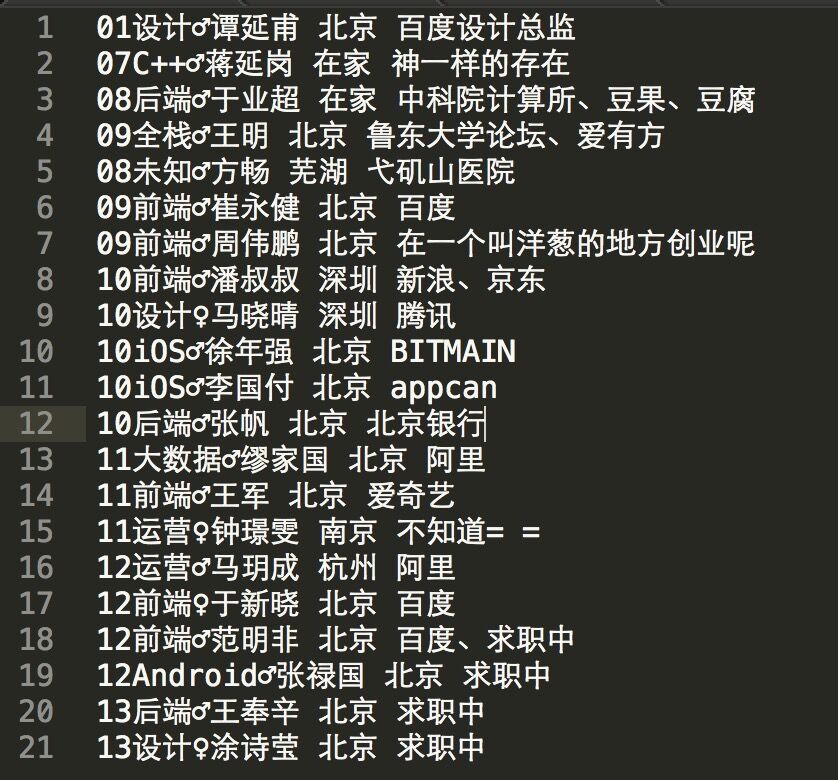 1 01设计♂谭延甫 北京 百度设计总监
2 07C++♂蒋延岗 在家 神一样的存在
3 08后端♂于业超 在家 中科院计算所、豆果、豆腐
4 09全栈♂王明 北京 鲁东大学论坛、爱有方
5 08未知♂方畅 芜湖 弋矶山医院
6 09前端♂崔永健 北京 百度
7 09前端♂周伟鹏 北京 在一个叫洋葱的地方创业呢
8 10前端♂潘叔叔 深圳 新浪、京东
9 10设计♀马晓晴 深圳 腾讯
10 10iOS♂徐年强 北京 BITMAIN
11 10iOS♂李国付 北京 appcan
12 10后端♂张帆 北京 北京银行
13 11大数据♂缪家国 北京 阿里
14 11前端♂王军 北京 爱奇艺
15 11运营♀钟璟雯 南京 不知道= =
16 12运营♂马玥成 杭州 阿里
17 12前端♀于新晓 北京 百度
18 12前端♂范明非 北京 百度、求职中
19 12Android♂张禄国 北京 求职中
20 13后端♂王奉辛 北京 求职中
21 13设计♀涂诗莹 北京 求职中